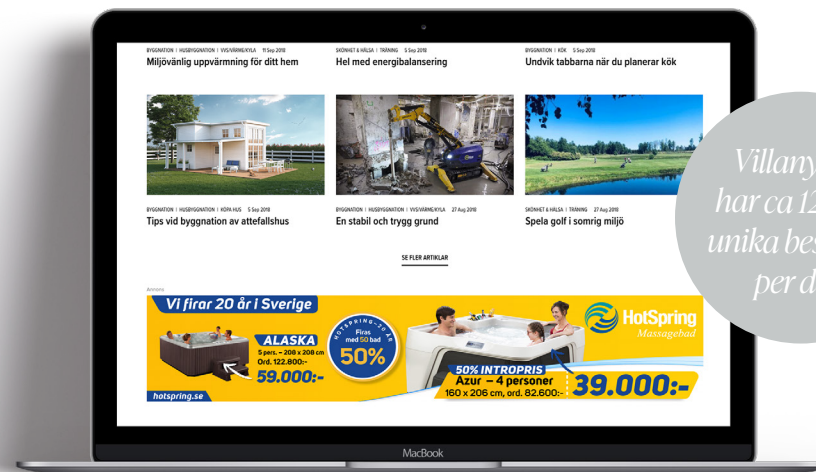 BYGGNATION | HUSBYGGNATION | VVS/VÄRME/KYLA 11 Sep 2018
Miljövänlig uppvärmning för ditt hem
SKÖNHET & HÄLSA | TRÄNING 5 Sep 2018
Hel med energibalansering
BYGGNATION | KÖK 5 Sep 2018
Undvik tabbarna när du planerar kök
BYGGNATION | HUSBYGGNATION | KÖPA HUS 5 Sep 2018
Tips vid byggnation av attefallshus
BYGGNATION | HUSBYGGNATION | VVS/VÄRME/KYLA 27 Aug 2018
En stabil och trygg grund
SKÖNHET & HÄLSA | TRÄNING 27 Aug 2018
Spela golf i somrig miljö
SE FLER ARTIKLAR
Annons
Vi firar 20 år i Sverige
ALASKA
5 pers. – 208 x 208 cm
Ord. 122.800:-
59.000:-
hotspring.se
HOTSPRING – 20 ÅR
Firas
med 50 bad
50%
HotSpring
Massagebad
50% INTROPRIS
Azur – 4 personer
160 x 206 cm, ord. 82.600:-
39.000:-
Villany
har ca 12
unika bes
per d
MacBook